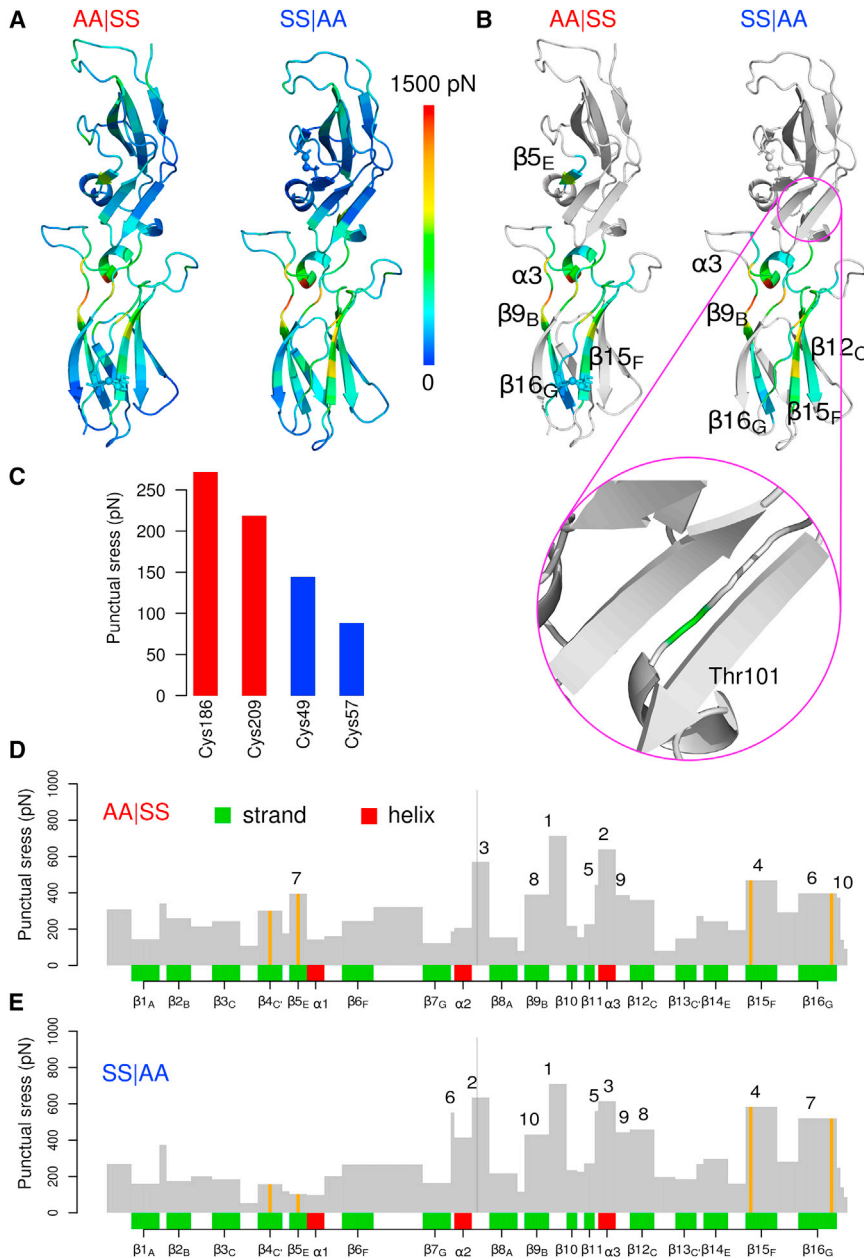 A
AA|SS
SS|AA
1500 pN
0
B
AA|SS
SS|AA
β5E
α3
β9B
β15F
β16G
α3
β9B
β12C
β15F
β16G
Thr101
C
Punctual sress (pN)
250
200
150
100
50
0
Cys186
Cys209
Cys49
Cys57
D
Punctual sress (pN)
1000
800
600
400
200
0
AA|SS
strand
helix
7 3 8 1 5 2 9 4 6 10
β1A β2B β3C β4C' β5E α1 β6F β7G α2 β8A β9B β10 β11 α3 β12C β13C' β14E β15F β16G
E
Punctual sress (pN)
1000
800
600
400
200
0
SS|AA
6 2 10 1 5 3 9 8 4 7
β1A β2B β3C β4C' β5E α1 β6F β7G α2 β8A β9B β10 β11 α3 β12C β13C' β14E β15F β16G